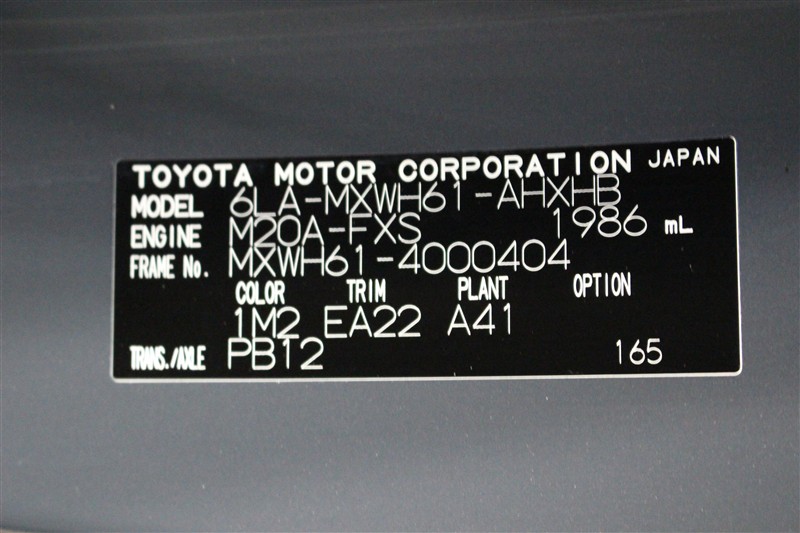 TOYOTA MOTOR CORPORATION JAPAN
MODEL 6LA-MXWH61-AHXHB
ENGINE M20A-FXS 1986 mL
FRAME No. MXWH61-4000404
COLOR TRIM PLANT OPTION
1M2 EA22 A41
TRANS./AXLE PB12 165